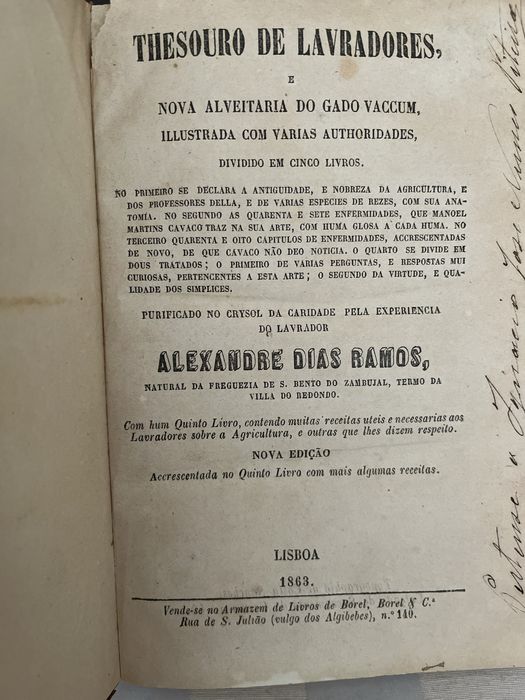 THESOURO DE LAVRADORES,
E
NOVA ALVEITARIA DO GADO VACCUM,
ILLUSTRADA COM VARIAS AUTHORIDADES,
DIVIDIDO EM CINCO LIVROS.
NO PRIMEIRO SE DECLARA A ANTIGUIDADE, E NOBREZA DA AGRICULTURA, E
DOS PROFESSORES DELLA, E DE VARIAS ESPECIES DE REZES, COM SUA ANA-
TOMIA. NO SEGUNDO AS QUARENTA E SETE ENFERMIDADES, QUE MANOEL
MARTINS CAVACO TRAZ NA SUA ARTE, COM HUMA GLOSA A CADA HUMA. NO
TERCEIRO QUARENTA E OITO CAPITULOS DE ENFERMIDADES, ACCRESCENTADAS
DE NOVO, DE QUE CAVACO NÃO DEO NOTICIA. O QUARTO SE DIVIDE EM
DOUS TRATADOS; O PRIMEIRO DE VARIAS PERGUNTAS, E RESPOSTAS MUI
CURIOSAS, PERTENCENTES A ESTA ARTE; O SEGUNDO DA VIRTUDE, E QUA-
LIDADE DOS SIMPLICES.
PURIFICADO NO CRYSOL DA CARIDADE PELA EXPERIENCIA
DO LAVRADOR
ALEXANDRE DIAS RAMOS,
NATURAL DA FREGUEZIA DE S. BENTO DO ZAMBUJAL, TERMO DA
VILLA DO REDONDO.
Com hum Quinto Livro, contendo muitas receitas uteis e necessarias aos
Lavradores sobre a Agricultura, e outras que lhes dizem respeito.
NOVA EDIÇÃO
Accrescentada no Quinto Livro com mais algumas receitas.
LISBOA
1863.
Vende-se no Armazem de Livros de Borel, Borel & C.ª
Rua de S. Julião (vulgo dos Algibebes), n.º 140.
a Ignacio José Nunes